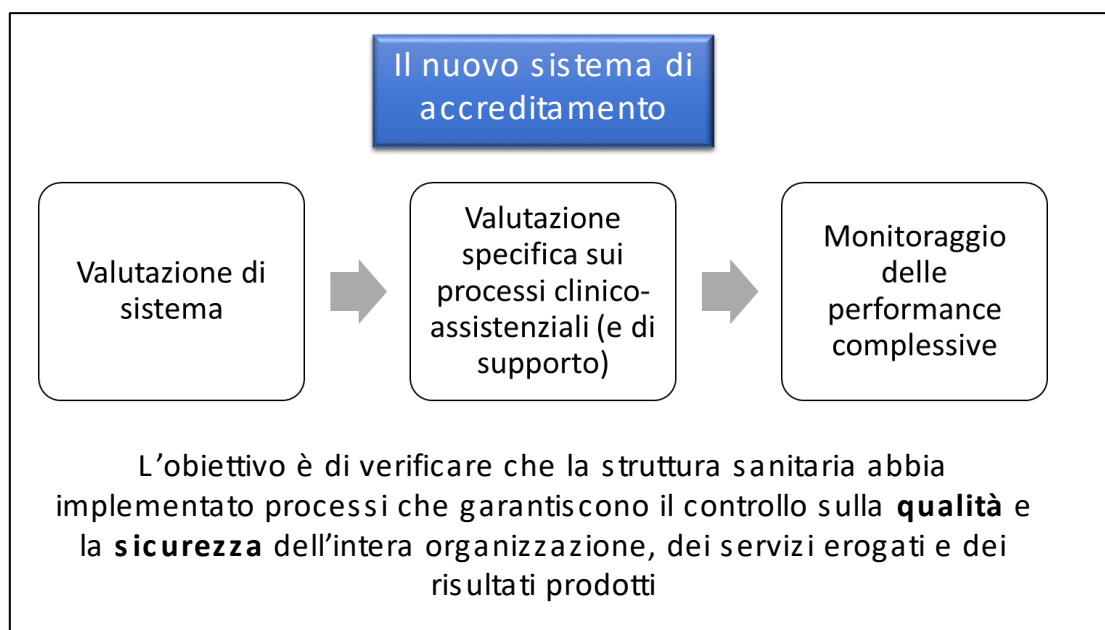 Il nuovo sistema di
accreditamento
Valutazione di
sistema
Valutazione
specifica sui
processi clinico-
assistenziali (e di
supporto)
Monitoraggio
delle
performance
complessive
L’obiettivo è di verificare che la struttura sanitaria abbia
implementato processi che garantiscono il controllo sulla qualità e
la sicurezza dell’intera organizzazione, dei servizi erogati e dei
risultati prodotti